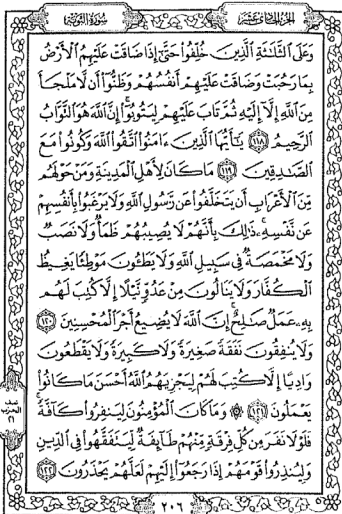 الجزء الحادي عشر
سورة التوبة
وَعَلَى ٱلثَّلَٰثَةِ ٱلَّذِينَ خُلِّفُوا۟ حَتَّىٰٓ إِذَا ضَاقَتْ عَلَيْهِمُ ٱلْأَرْضُ
بِمَا رَحُبَتْ وَضَاقَتْ عَلَيْهِمْ أَنفُسُهُمْ وَظَنُّوٓا۟ أَن لَّا مَلْجَأَ
مِنَ ٱللَّهِ إِلَّآ إِلَيْهِ ثُمَّ تَابَ عَلَيْهِمْ لِيَتُوبُوٓا۟ إِنَّ ٱللَّهَ هُوَ ٱلتَّوَّابُ
ٱلرَّحِيمُ ١١٨ يَٰٓأَيُّهَا ٱلَّذِينَ ءَامَنُوا۟ ٱتَّقُوا۟ ٱللَّهَ وَكُونُوا۟ مَعَ
ٱلصَّٰدِقِينَ ١١٩ مَا كَانَ لِأَهْلِ ٱلْمَدِينَةِ وَمَنْ حَوْلَهُم
مِّنَ ٱلْأَعْرَابِ أَن يَتَخَلَّفُوا۟ عَن رَّسُولِ ٱللَّهِ وَلَا يَرْغَبُوا۟ بِأَنفُسِهِمْ
عَن نَّفْسِهِۦ ذَٰلِكَ بِأَنَّهُمْ لَا يُصِيبُهُمْ ظَمَأٌ وَلَا نَصَبٌ
وَلَا مَخْمَصَةٌ فِى سَبِيلِ ٱللَّهِ وَلَا يَطَـُٔونَ مَوْطِئًا يَغِيظُ
ٱلْكُفَّارَ وَلَا يَنَالُونَ مِنْ عَدُوٍّ نَّيْلًا إِلَّا كُتِبَ لَهُم
بِهِۦ عَمَلٌ صَٰلِحٌ إِنَّ ٱللَّهَ لَا يُضِيعُ أَجْرَ ٱلْمُحْسِنِينَ ١٢٠
وَلَا يُنفِقُونَ نَفَقَةً صَغِيرَةً وَلَا كَبِيرَةً وَلَا يَقْطَعُونَ
وَادِيًا إِلَّا كُتِبَ لَهُمْ لِيَجْزِيَهُمُ ٱللَّهُ أَحْسَنَ مَا كَانُوا۟
يَعْمَلُونَ ١٢١ ۞ وَمَا كَانَ ٱلْمُؤْمِنُونَ لِيَنفِرُوا۟ كَآفَّةً
فَلَوْلَا نَفَرَ مِن كُلِّ فِرْقَةٍ مِّنْهُمْ طَآئِفَةٌ لِّيَتَفَقَّهُوا۟ فِى ٱلدِّينِ
وَلِيُنذِرُوا۟ قَوْمَهُمْ إِذَا رَجَعُوٓا۟ إِلَيْهِمْ لَعَلَّهُمْ يَحْذَرُونَ ١٢٢
الحزب
٢١
٢٠٦